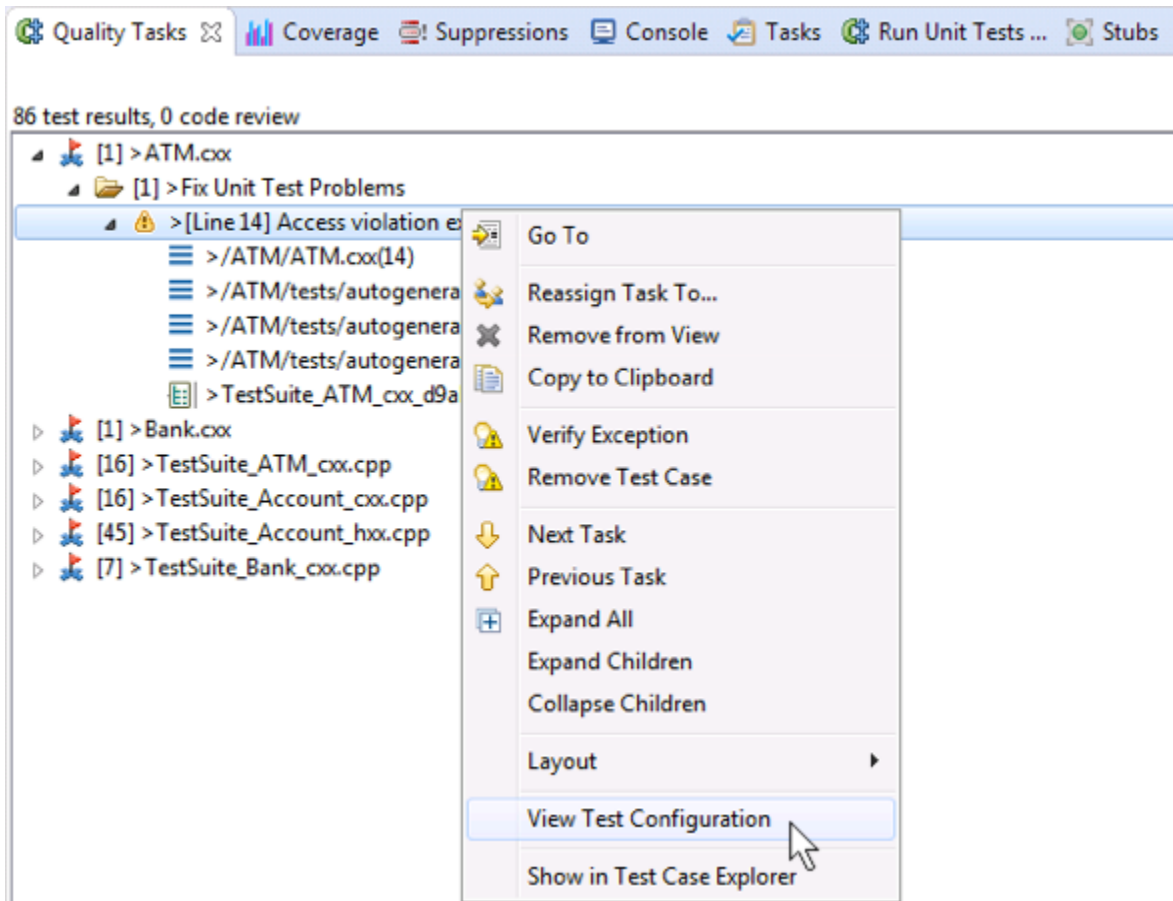 Quality Tasks Coverage Suppressions Console Tasks Run Unit Tests ... Stubs
86 test results, 0 code review
[1] >ATM.cxx
[1] >Fix Unit Test Problems
>[Line 14] Access violation e
>/ATM/ATM.cxx(14)
>/ATM/tests/autogenera
>/ATM/tests/autogenera
>/ATM/tests/autogenera
>TestSuite_ATM_cxx_d9a
[1] >Bank.cxx
[16] >TestSuite_ATM_cxx.cpp
[16] >TestSuite_Account_cxx.cpp
[45] >TestSuite_Account_hxx.cpp
[7] >TestSuite_Bank_cxx.cpp
Go To
Reassign Task To...
Remove from View
Copy to Clipboard
Verify Exception
Remove Test Case
Next Task
Previous Task
Expand All
Expand Children
Collapse Children
Layout
View Test Configuration
Show in Test Case Explorer